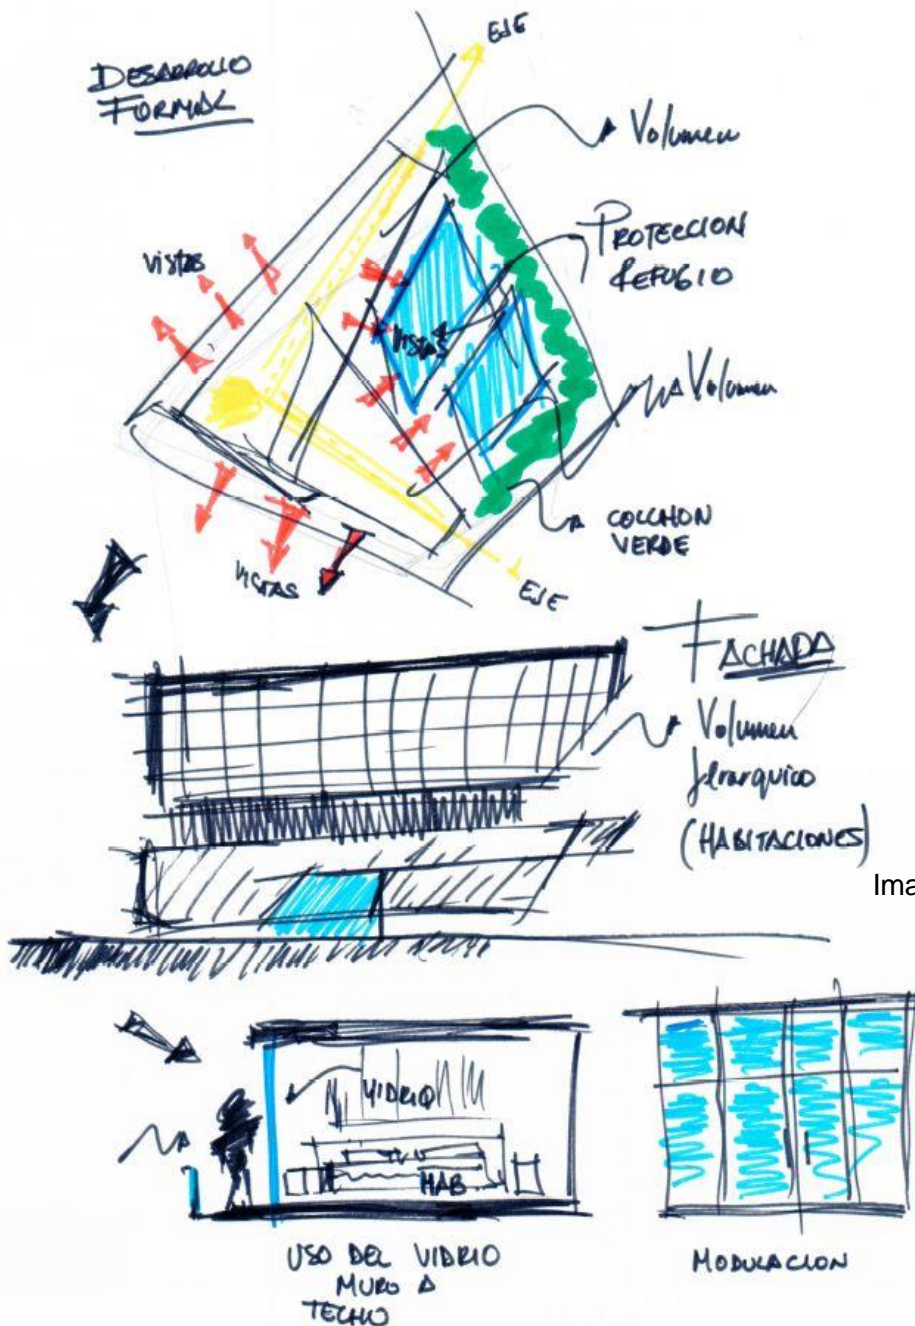 DESARROLLO
FORMAL
EJE
Volumen
PROTECCION
REFUGIO
VISTAS
VISTAS
Volumen
COLCHON
VERDE
VISTAS
EJE
FACHADA
Volumen
Jerarquico
(HABITACIONES)
Ima
VIDRIO
HAB
USO DEL VIDRIO
MURO A
TECHO
MODULACION